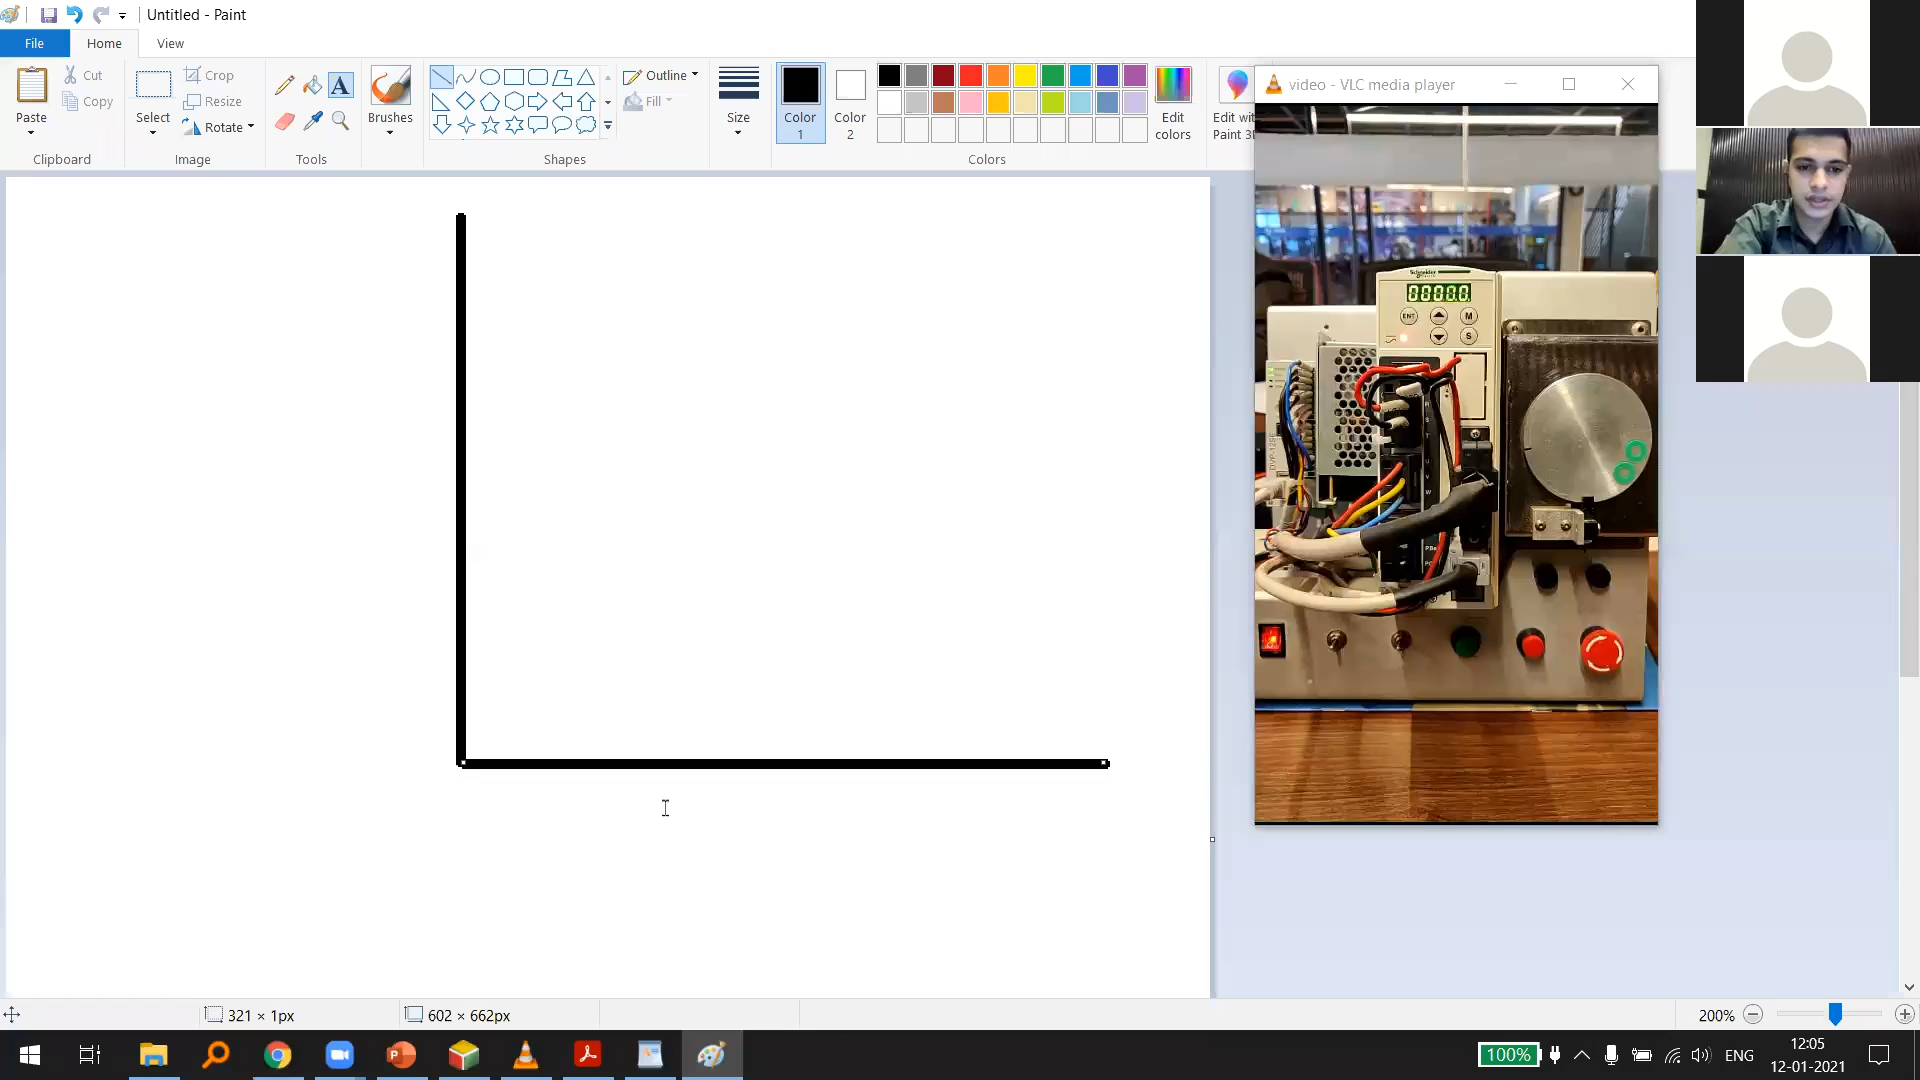 Untitled - Paint
File
Home
View
Paste
Cut
Copy
Clipboard
Select
Crop
Resize
Rotate
Image
A
Tools
Brushes
Outline
Fill
Shapes
Size
Color
1
Color
2
Edit
colors
Colors
Edit wit
Paint 3
video - VLC media player
Schneider
00000
ENT
M
S
321 × 1px
602 × 662px
200%
100%
ENG
12:05
12-01-2021